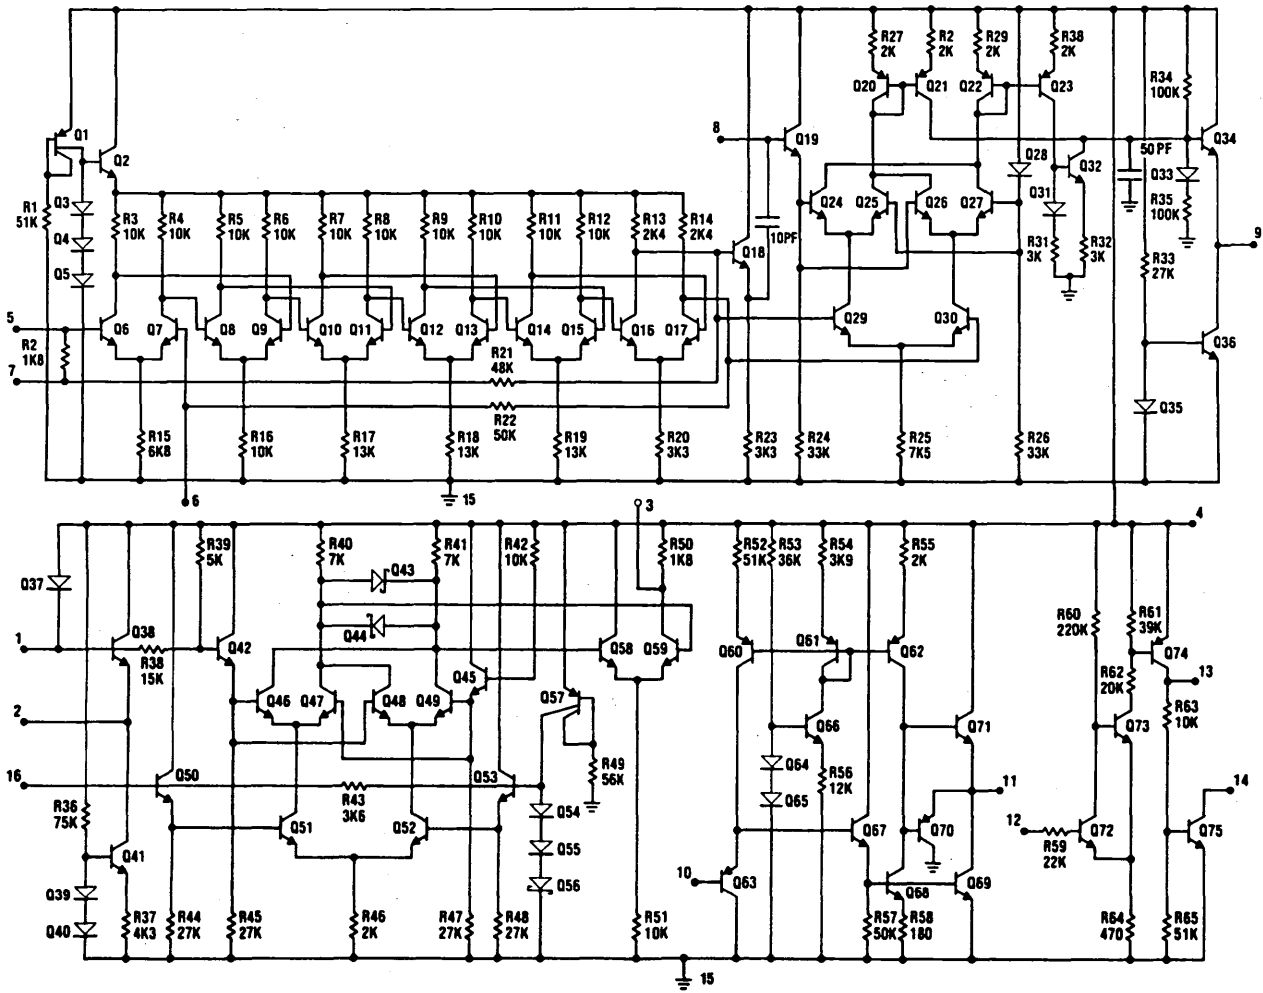 R27
2K
R2
2K
R29
2K
R38
2K
Q20
Q21
Q22
Q23
R34
100K
Q1
Q2
8
Q19
Q28
Q32
50 PF
Q34
Q33
R35
100K
R1
51K
Q3
Q4
Q5
R3
10K
R4
10K
R5
10K
R6
10K
R7
10K
R8
10K
R9
10K
R10
10K
R11
10K
R12
10K
R13
2K4
R14
2K4
Q18
10PF
Q24
Q25
Q26
Q27
Q31
R31
3K
R32
3K
R33
27K
9
5
R2
1K8
7
Q6
Q7
Q8
Q9
Q10
Q11
Q12
Q13
Q14
Q15
Q16
Q17
Q29
Q30
Q36
R21
48K
R22
50K
Q35
R15
6K8
R16
10K
R17
13K
R18
13K
R19
13K
R20
3K3
R23
3K3
R24
33K
R25
7K5
R26
33K
6
15
3
4
R39
5K
R40
7K
R41
7K
R42
10K
R50
1K8
R52
51K
R53
36K
R54
3K9
R55
2K
Q37
Q43
Q44
1
Q38
R38
15K
Q42
Q58
Q59
Q60
Q61
Q62
R60
220K
R61
39K
Q74
R62
20K
13
R63
10K
Q45
Q46
Q47
Q48
Q49
Q57
2
Q66
Q71
Q73
16
Q50
R43
3K6
Q53
R49
56K
Q64
Q65
R56
12K
11
14
R36
75K
Q51
Q52
Q54
Q55
Q56
Q67
Q70
12
R59
22K
Q72
Q75
Q41
Q39
Q40
10
Q63
Q68
Q69
R37
4K3
R44
27K
R45
27K
R46
2K
R47
27K
R48
27K
R51
10K
R57
50K
R58
180
R64
470
R65
51K
15